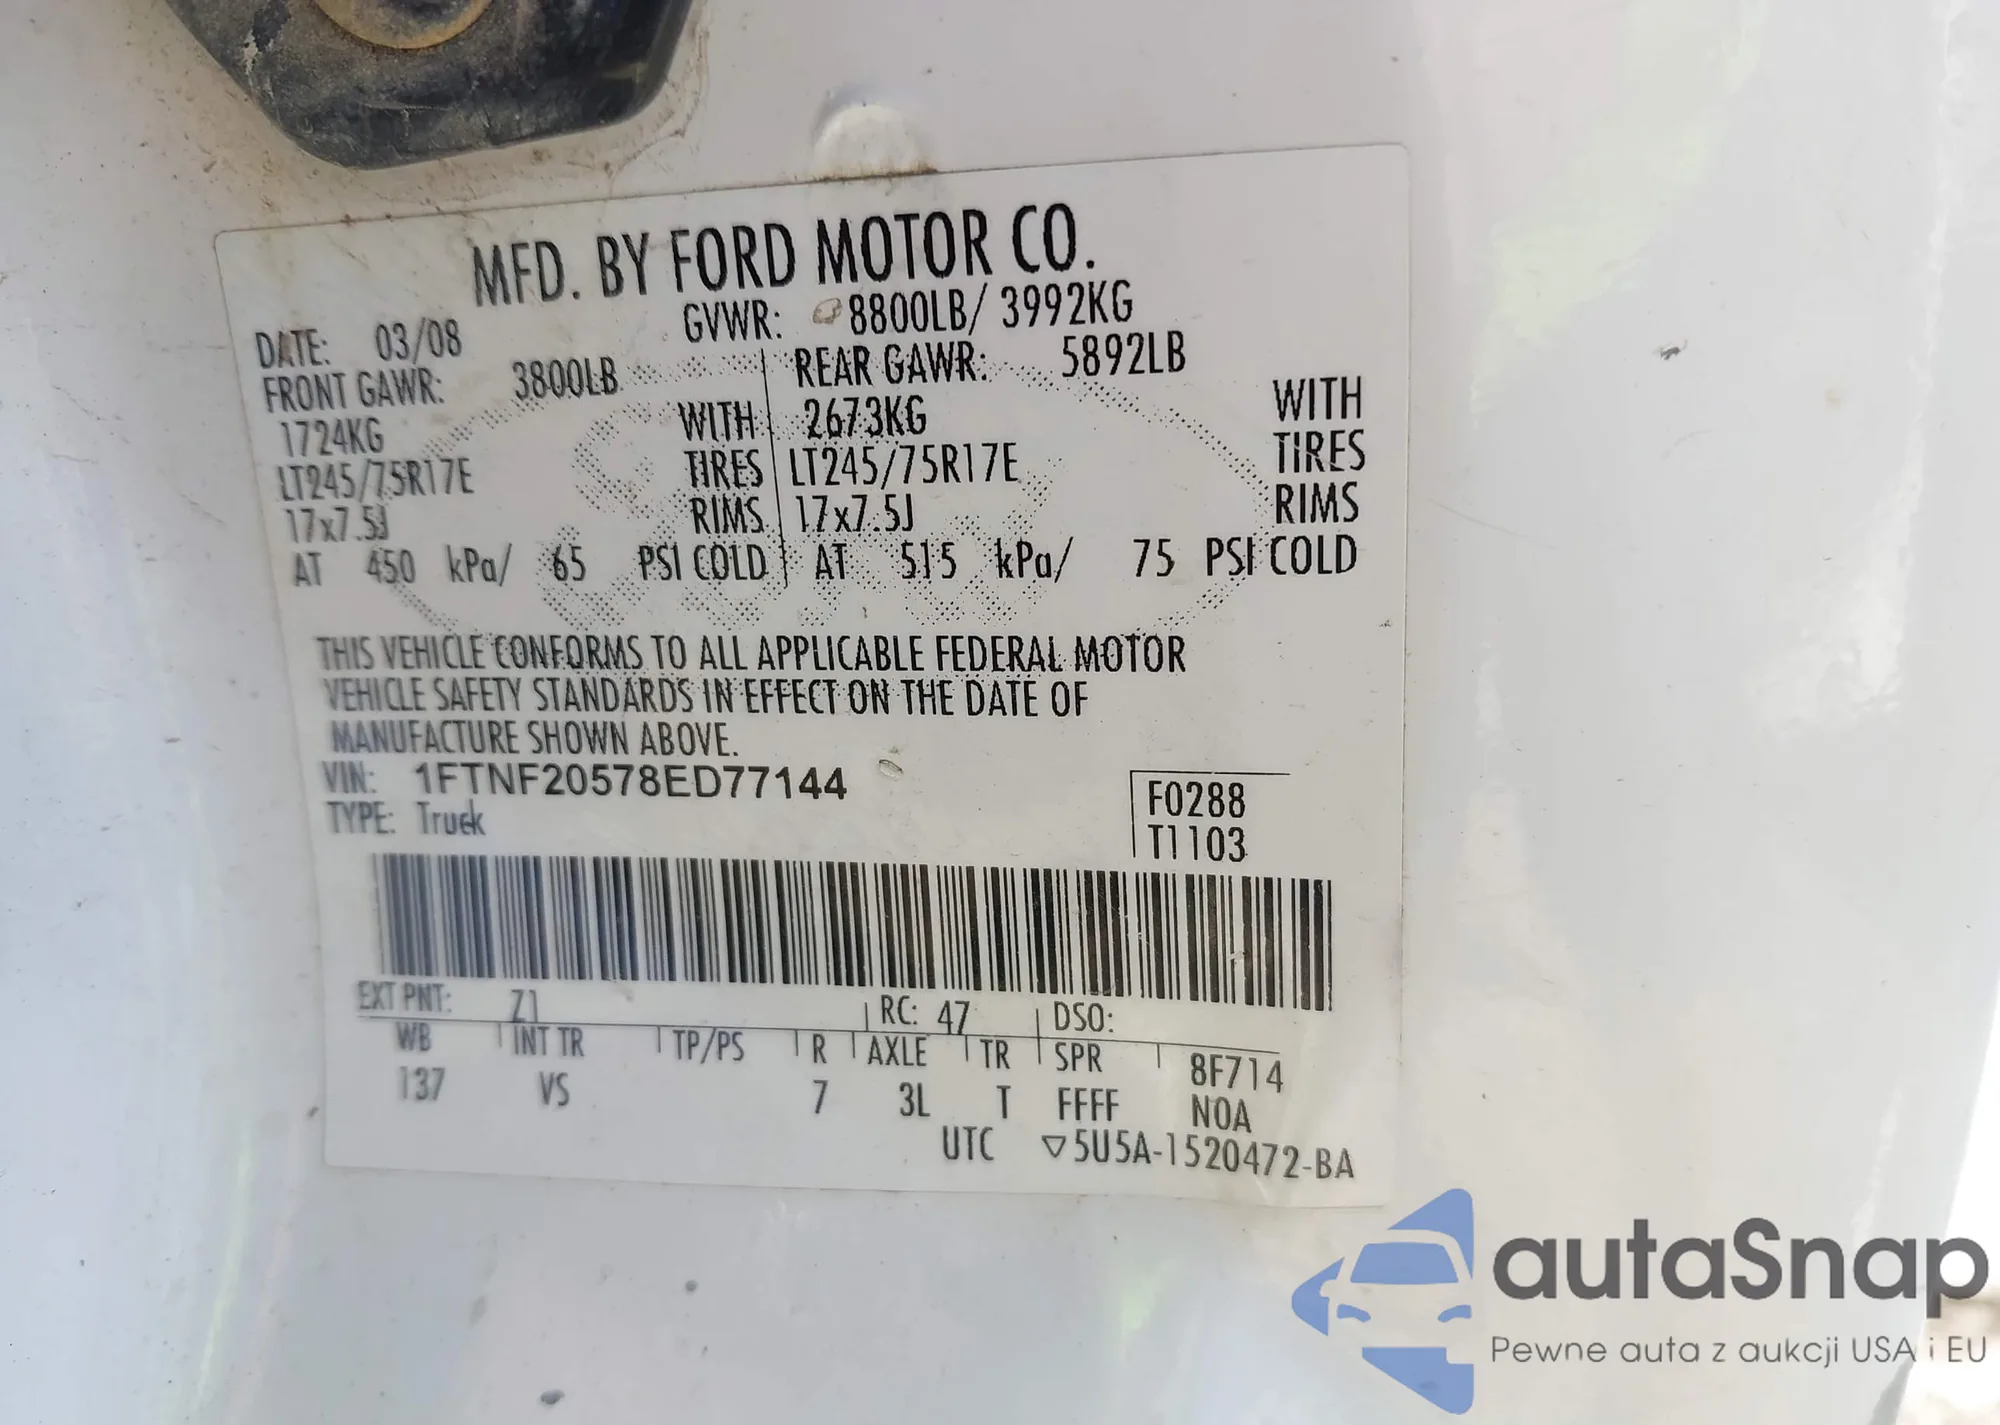 MFD. BY FORD MOTOR CO.
DATE: 03/08 GVWR: 8800LB/ 3992KG
FRONT GAWR: 3800LB REAR GAWR: 5892LB
1724KG WITH 2673KG WITH
LT245/75R17E TIRES LT245/75R17E TIRES
17x7.5J RIMS 17x7.5J RIMS
AT 450 kPa/ 65 PSI COLD AT 515 kPa/ 75 PSI COLD
THIS VEHICLE CONFORMS TO ALL APPLICABLE FEDERAL MOTOR
VEHICLE SAFETY STANDARDS IN EFFECT ON THE DATE OF
MANUFACTURE SHOWN ABOVE.
VIN: 1FTNF20578ED77144
TYPE: Truck
F0288
T1103
EXT PNT: Z1 RC: 47 DSO:
WB INT TR TP/PS R AXLE TR SPR 8F714
137 VS 7 3L T FFFF NOA
UTC ▽5U5A-1520472-BA
autaSnap
Pewne auta z aukcji USA i EU